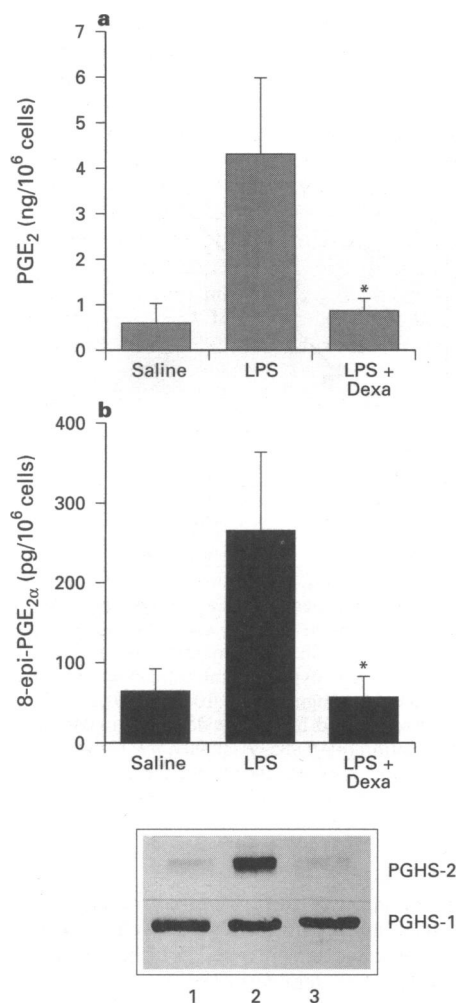 a
PGE2 (ng/10^6 cells)
7
6
5
4
3
2
1
0
*
Saline LPS LPS + Dexa
b
8-epi-PGE2α (pg/10^6 cells)
400
300
200
100
0
*
Saline LPS LPS + Dexa
PGHS-2
PGHS-1
1 2 3